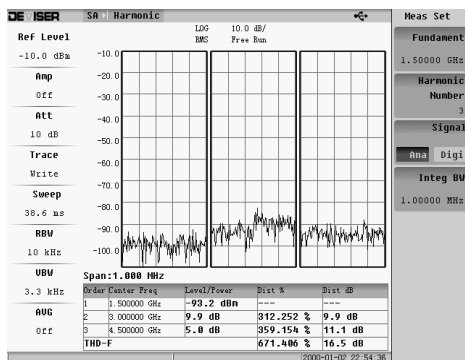 DEVISER SA Harmonic Meas Set
LOG 10.0 dB/
RMS Free Run
Ref Level
-10.0 dBm
Amp
Off
Att
10 dB
Trace
Write
Sweep
38.6 ms
RBW
10 kHz
VBW
3.3 kHz
AVG
Off
-10.0
-20.0
-30.0
-40.0
-50.0
-60.0
-70.0
-80.0
-90.0
-100.0
Span:1.000 MHz
Order Center Freq Level/Power Dist % Dist dB
1 1.500000 GHz -93.2 dBm --- ---
2 3.000000 GHz 9.9 dB 312.252 % 9.9 dB
3 4.500000 GHz 5.0 dB 359.154 % 11.1 dB
THD-F 671.406 % 16.5 dB
2000-01-02 22:54:36
Fundament
1.50000 GHz
Harmonic
Number
3
Signal
Ana Digi
Integ BW
1.00000 MHz